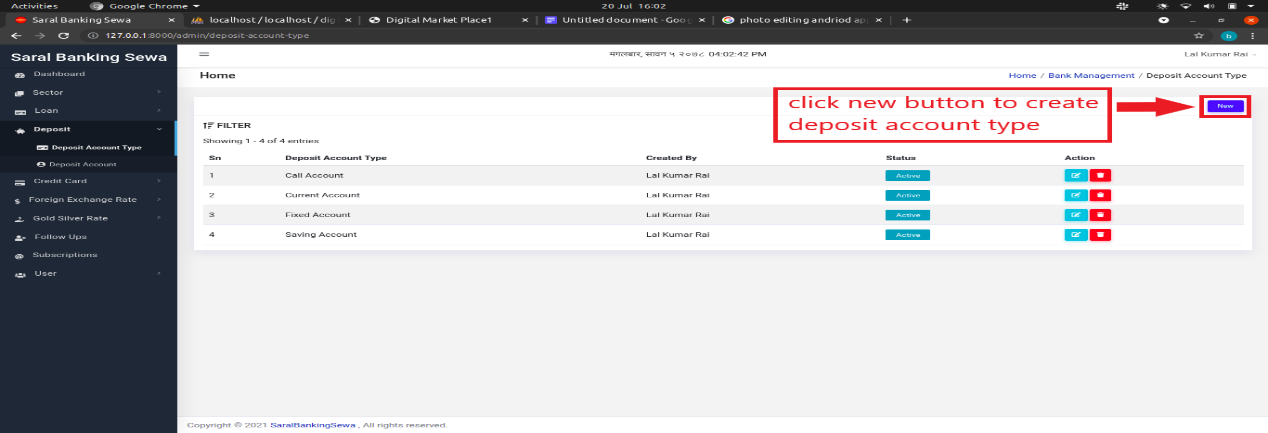 Activities Google Chrome 20 Jul 16:02
Saral Banking Sewa localhost / localhost / dig Digital Market Place1 Untitled document - Goo photo editing andriod ap
127.0.0.1:8000/admin/deposit-account-type b
Saral Banking Sewa मंगलबार, सावन ५ २०७८ 04:02:42 PM Lal Kumar Rai
Dashboard Home Home / Bank Management / Deposit Account Type
Sector
Loan
Deposit
Deposit Account Type
Deposit Account
Credit Card
Foreign Exchange Rate
Gold Silver Rate
Follow Ups
Subscriptions
User
click new button to create
deposit account type
New
FILTER
Showing 1 - 4 of 4 entries
Sn Deposit Account Type Created By Status Action
1 Call Account Lal Kumar Rai Active
2 Current Account Lal Kumar Rai Active
3 Fixed Account Lal Kumar Rai Active
4 Saving Account Lal Kumar Rai Active
Copyright © 2021 SaralBankingSewa , All rights reserved.